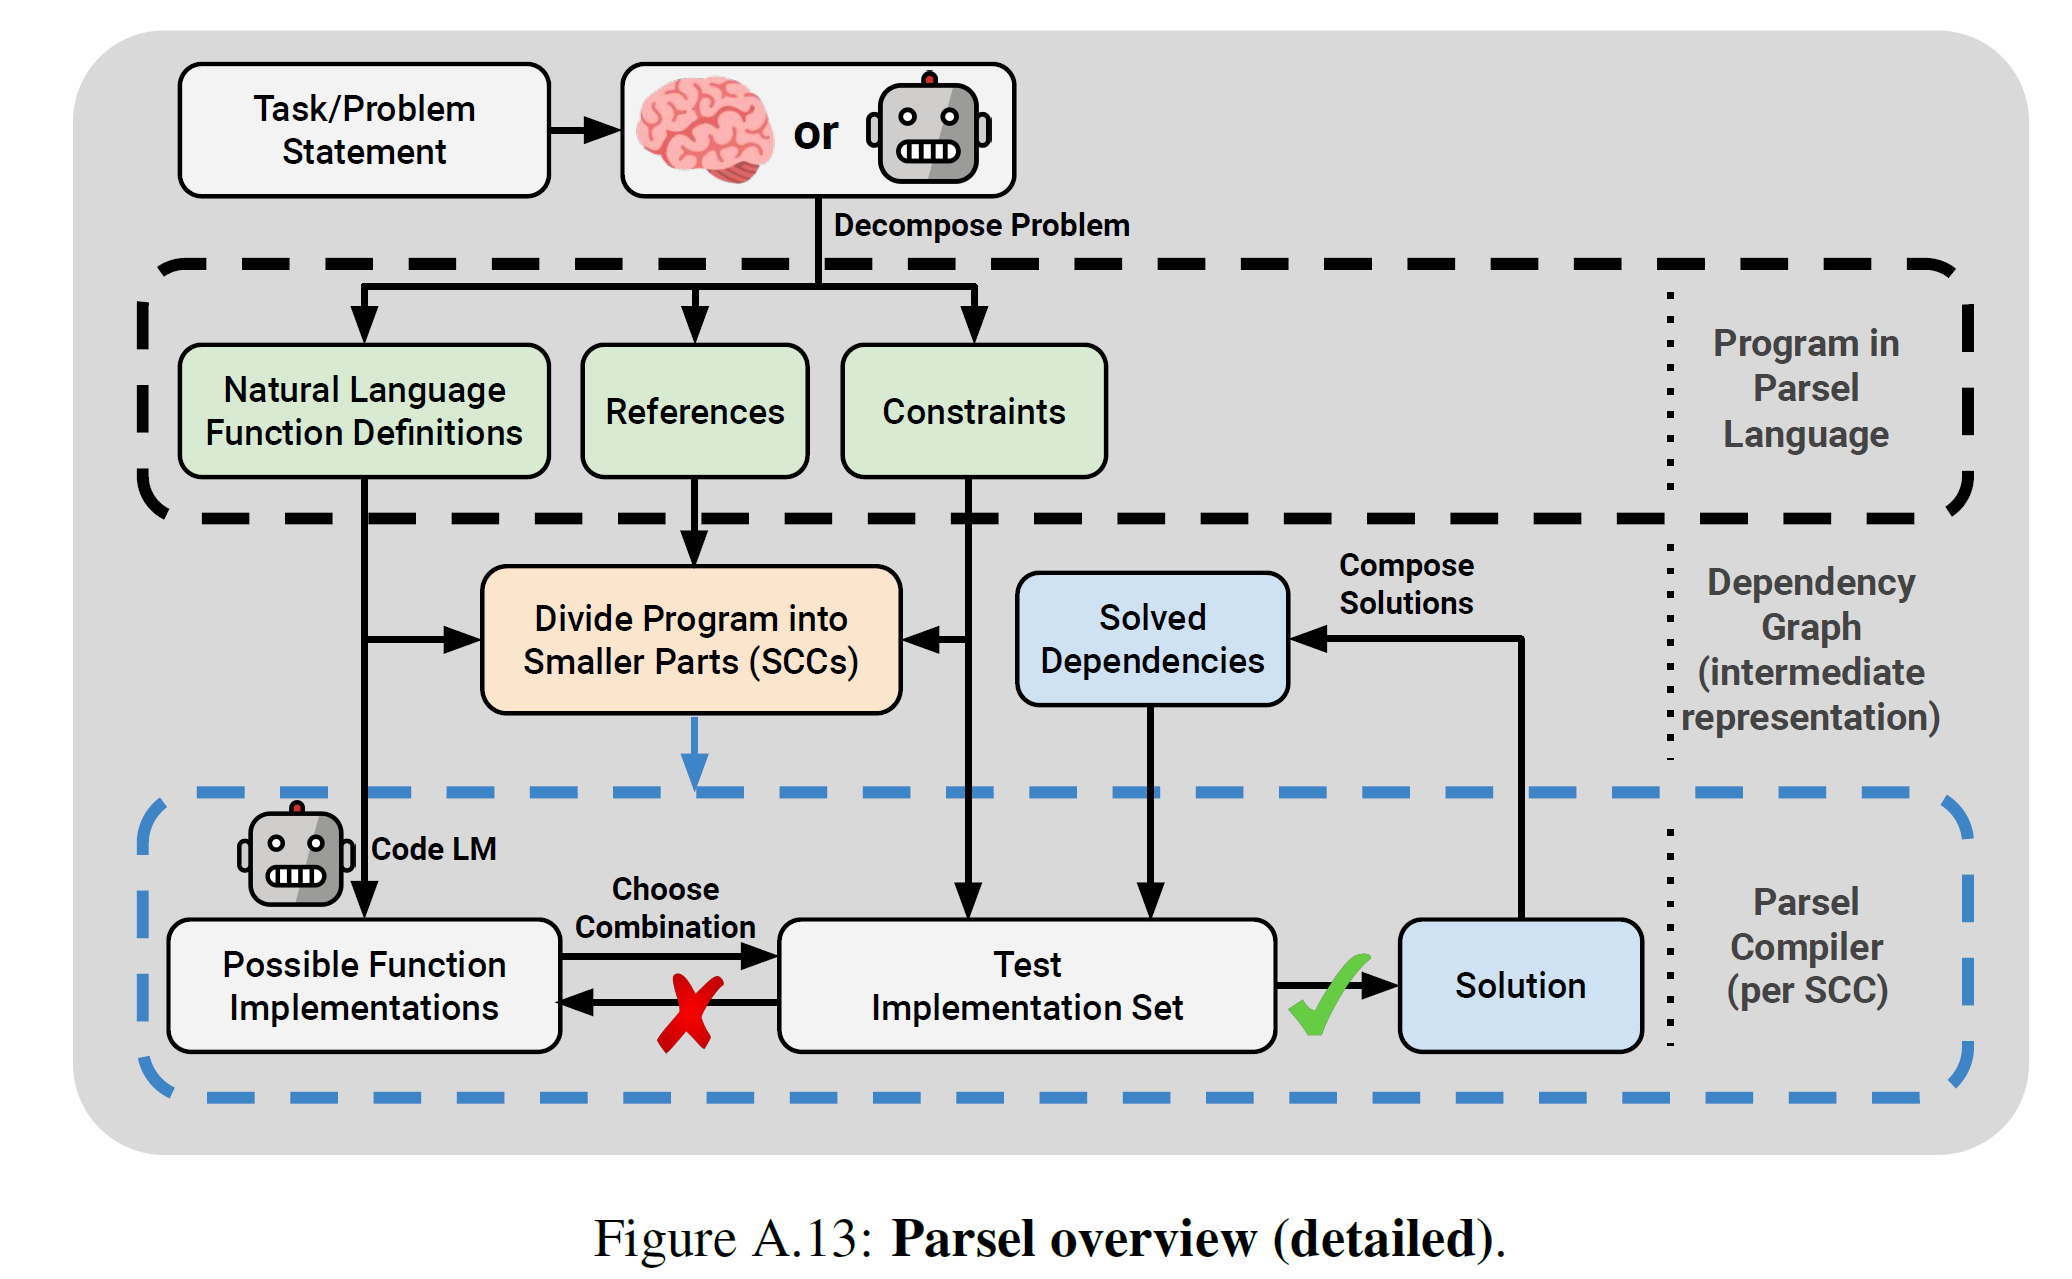 Task/Problem
Statement
or
Decompose Problem
Natural Language
Function Definitions
References
Constraints
Program in
Parsel
Language
Divide Program into
Smaller Parts (SCCs)
Solved
Dependencies
Compose
Solutions
Dependency
Graph
(intermediate
representation)
Code LM
Possible Function
Implementations
Choose
Combination
Test
Implementation Set
Solution
Parsel
Compiler
(per SCC)
Figure A.13: Parsel overview (detailed).